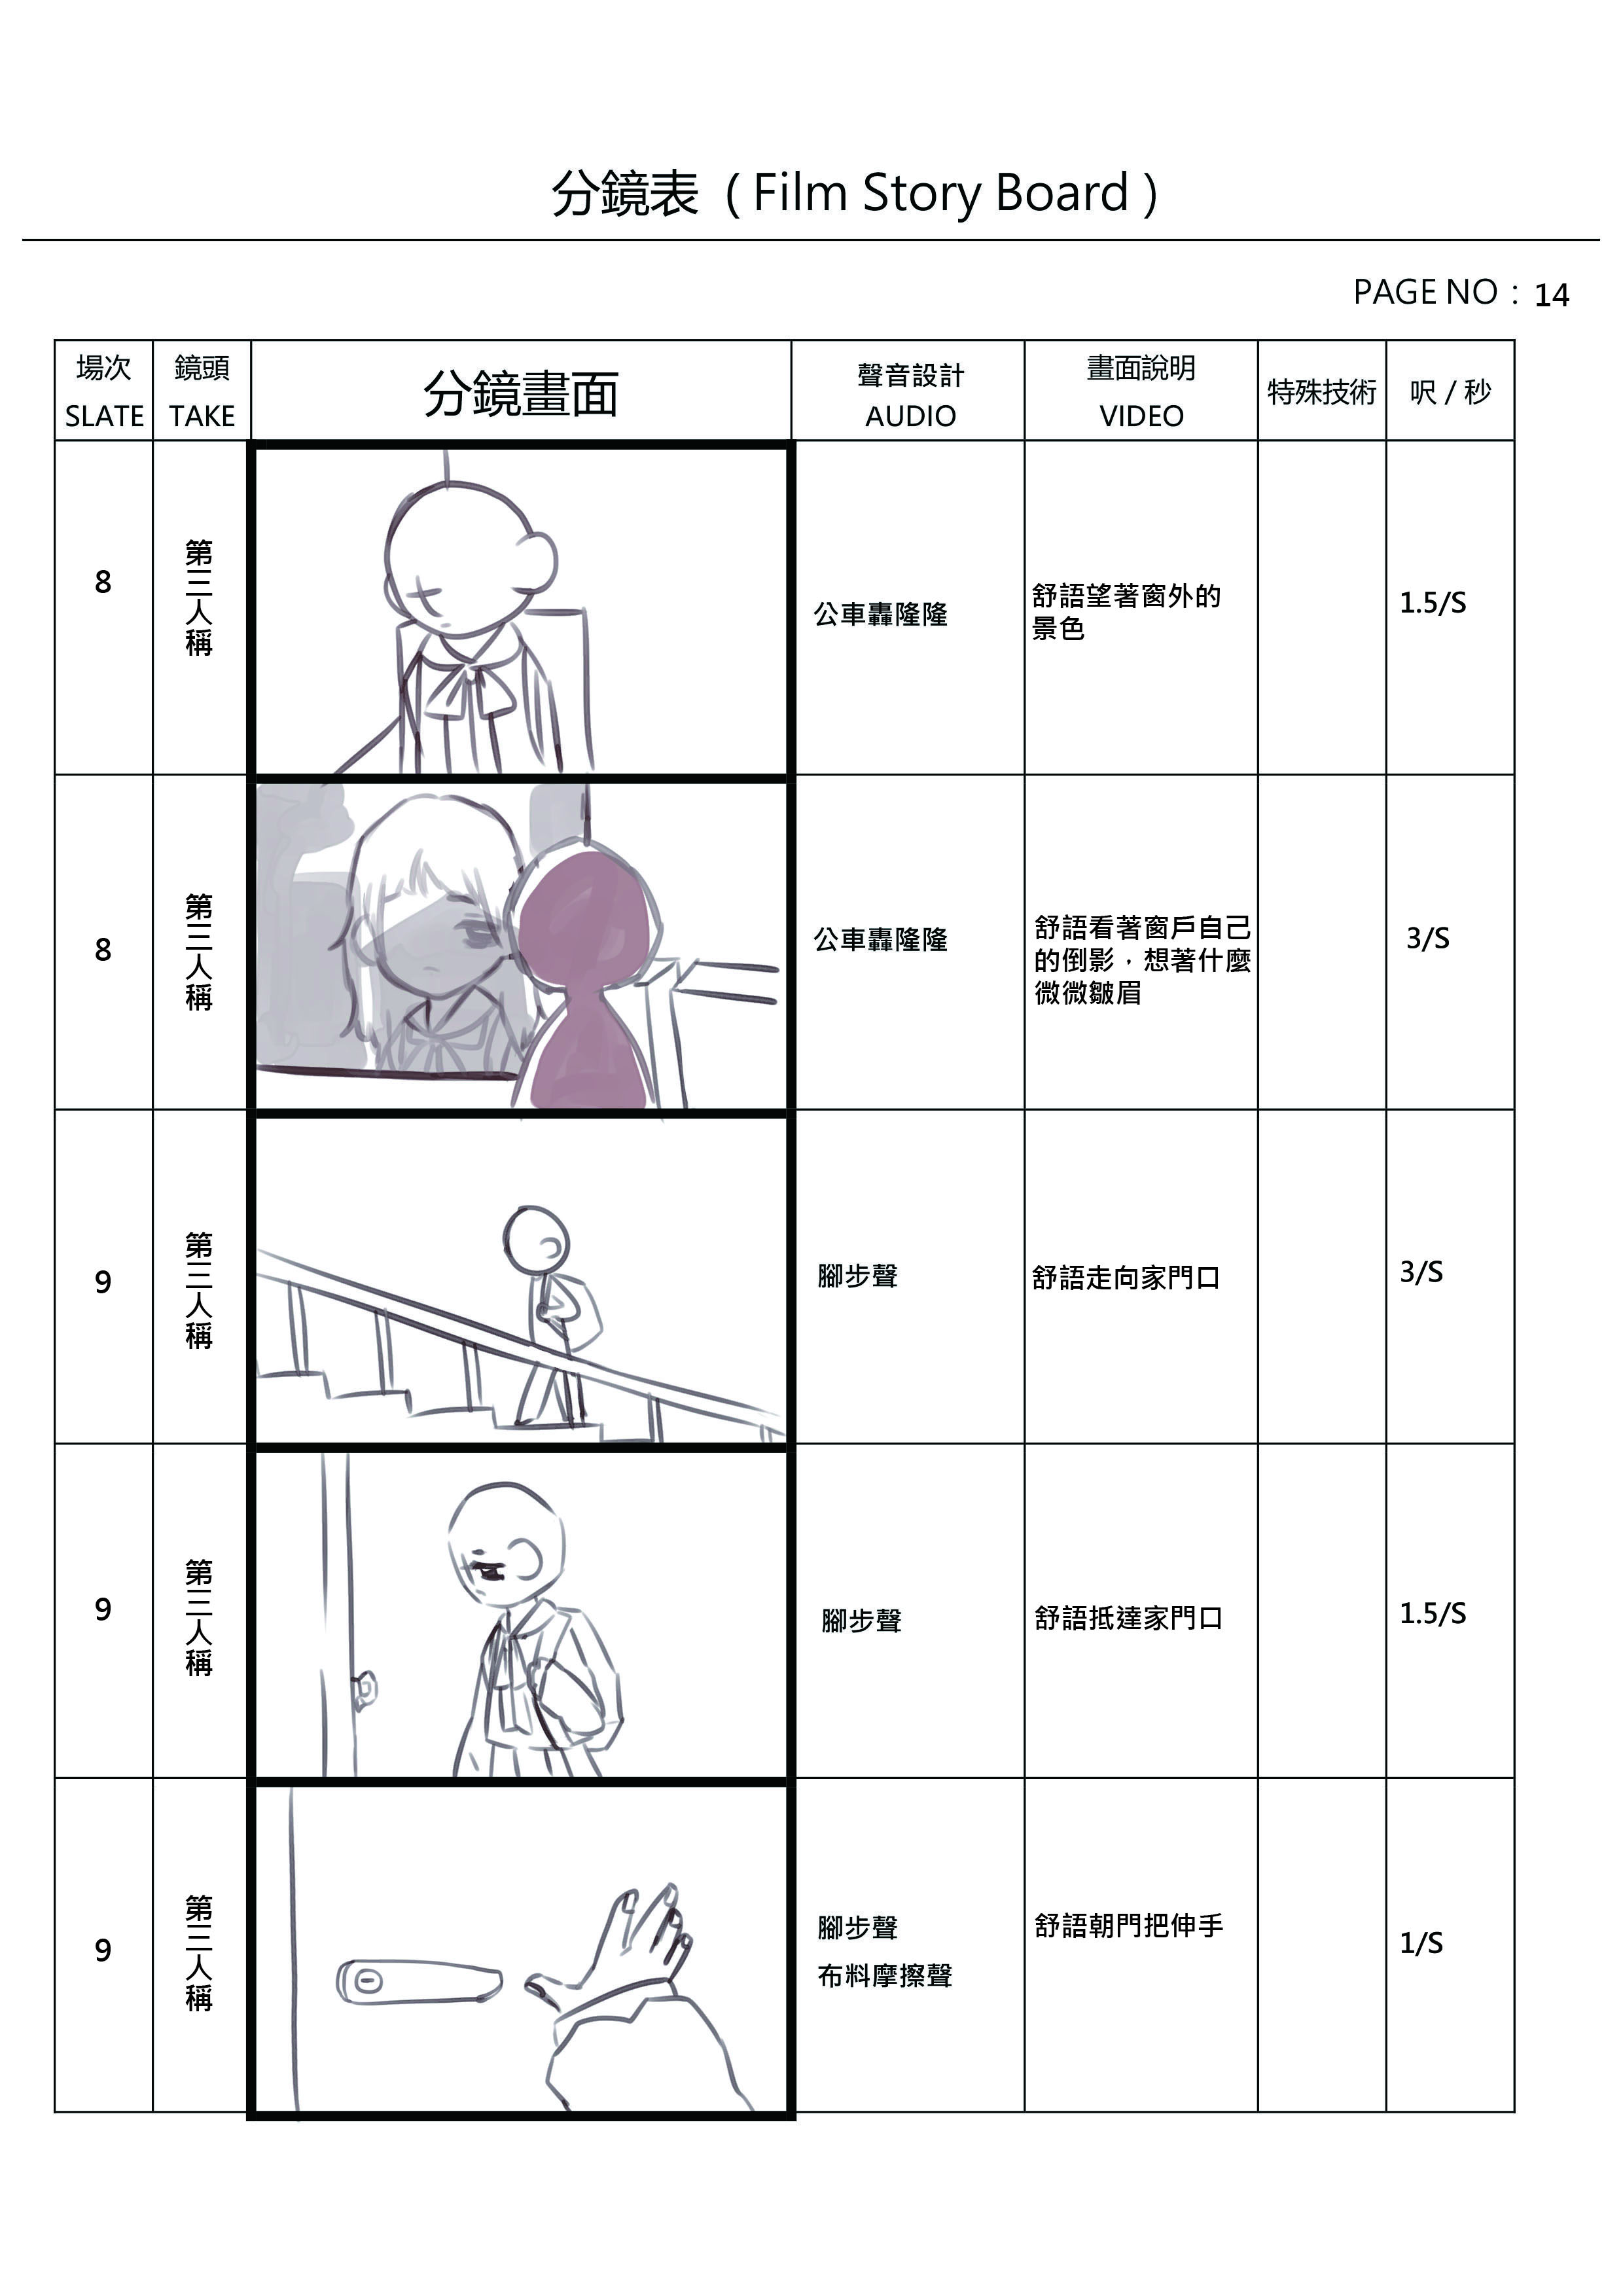 分鏡表 ( Film Story Board )
PAGE NO : 14
場次
SLATE
鏡頭
TAKE
分鏡畫面
聲音設計
AUDIO
畫面說明
VIDEO
特殊技術
呎 / 秒
8
第三人稱
公車轟隆隆
舒語望著窗外的
景色
1.5/S
8
第三人稱
公車轟隆隆
舒語看著窗戶自己
的倒影，想著什麼
微微皺眉
3/S
9
第三人稱
腳步聲
舒語走向家門口
3/S
9
第三人稱
腳步聲
舒語抵達家門口
1.5/S
9
第三人稱
腳步聲
布料摩擦聲
舒語朝門把伸手
1/S